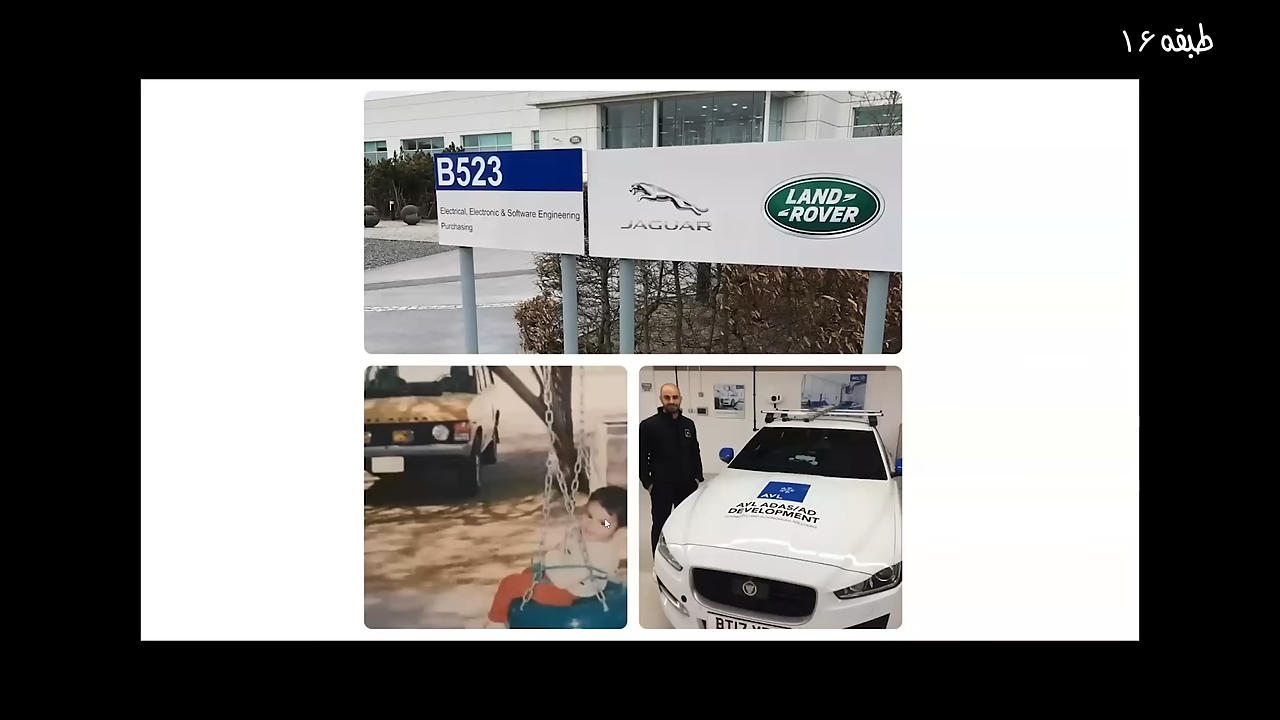 طبقه ۱۶
B523
Electrical, Electronic & Software Engineering
Purchasing
JAGUAR
LAND-
-ROVER
AVL
AVL ADAS/AD
DEVELOPMENT